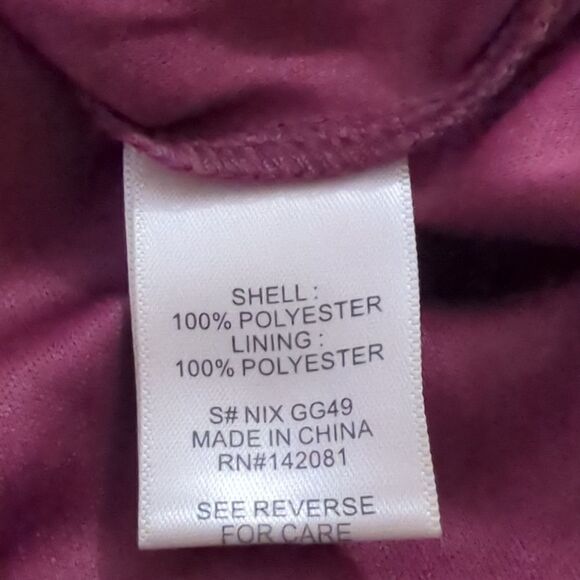 SHELL :
100% POLYESTER
LINING :
100% POLYESTER
S# NIX GG49
MADE IN CHINA
RN#142081
SEE REVERSE
FOR CARE